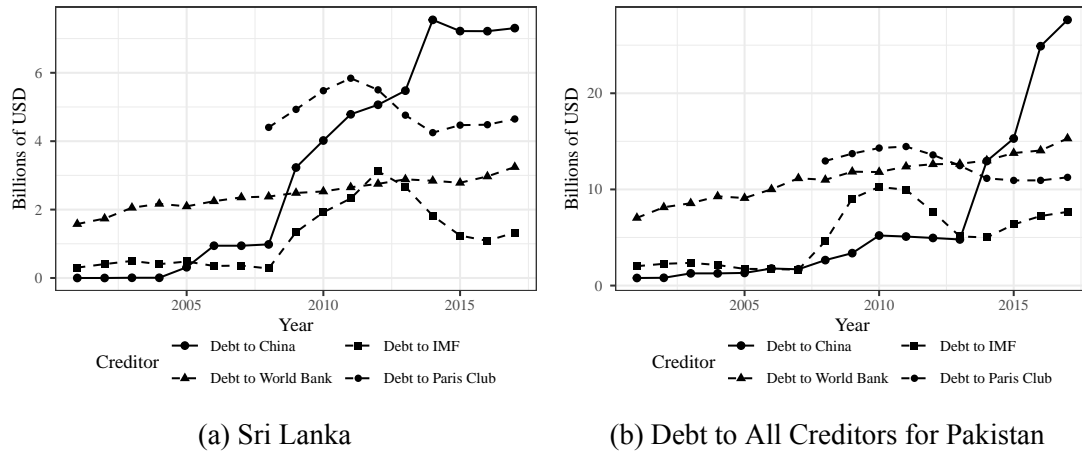 Billions of USD
6
4
2
0
2005
2010
2015
Year
Creditor
Debt to China
Debt to IMF
Debt to World Bank
Debt to Paris Club
(a) Sri Lanka
Billions of USD
20
10
0
2005
2010
2015
Year
Creditor
Debt to China
Debt to IMF
Debt to World Bank
Debt to Paris Club
(b) Debt to All Creditors for Pakistan